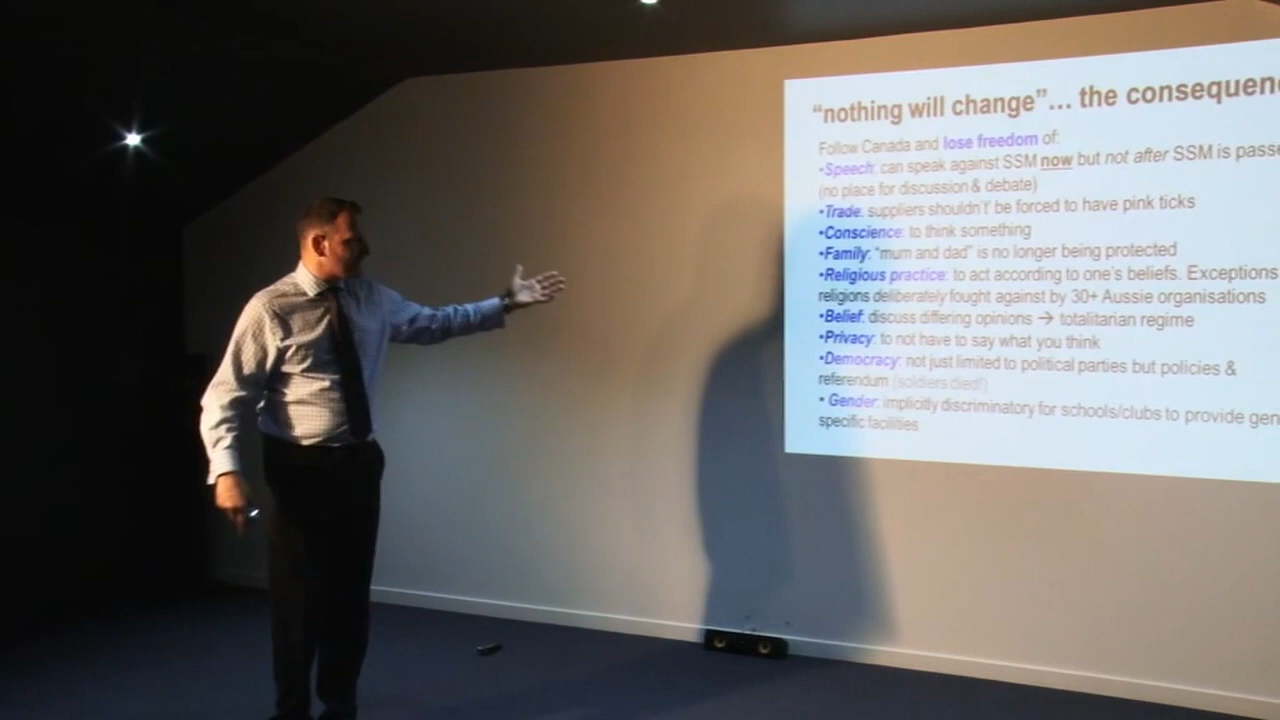 “nothing will change”... the consequen
Follow Canada and lose freedom of:
•Speech: can speak against SSM now but not after SSM is passe
(no place for discussion & debate)
•Trade: suppliers shouldn’t’ be forced to have pink ticks
•Conscience: to think something
•Family: “mum and dad” is no longer being protected
•Religious practice: to act according to one’s beliefs. Exceptions
religions deliberately fought against by 30+ Aussie organisations
•Belief: discuss differing opinions → totalitarian regime
•Privacy: to not have to say what you think
•Democracy: not just limited to political parties but policies &
referendum (soldiers died!)
• Gender: implicitly discriminatory for schools/clubs to provide gen
specific facilities